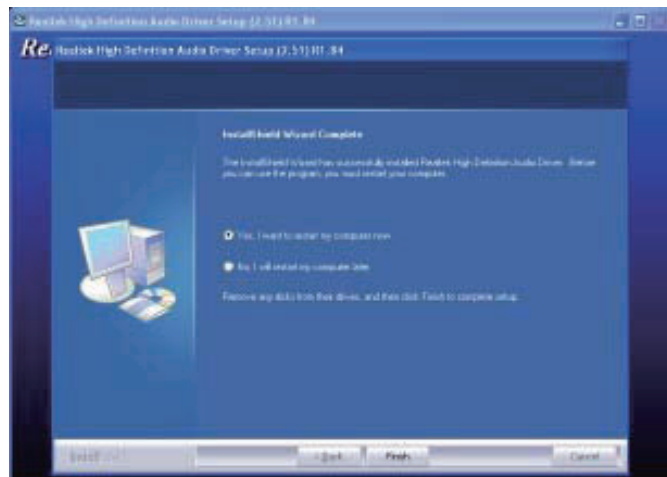 Realtek High Definition Audio Driver Setup (2.51) R1.84
Re
Realtek High Definition Audio Driver Setup (2.51) R1.84
InstallShield Wizard Complete
The InstallShield Wizard has successfully installed Realtek High Definition Audio Driver. Before
you can use the program, you must restart your computer.
Yes, I want to restart my computer now.
No, I will restart my computer later.
Remove any disks from their drives, and then click Finish to complete setup.
InstallShield
< Back
Finish
Cancel